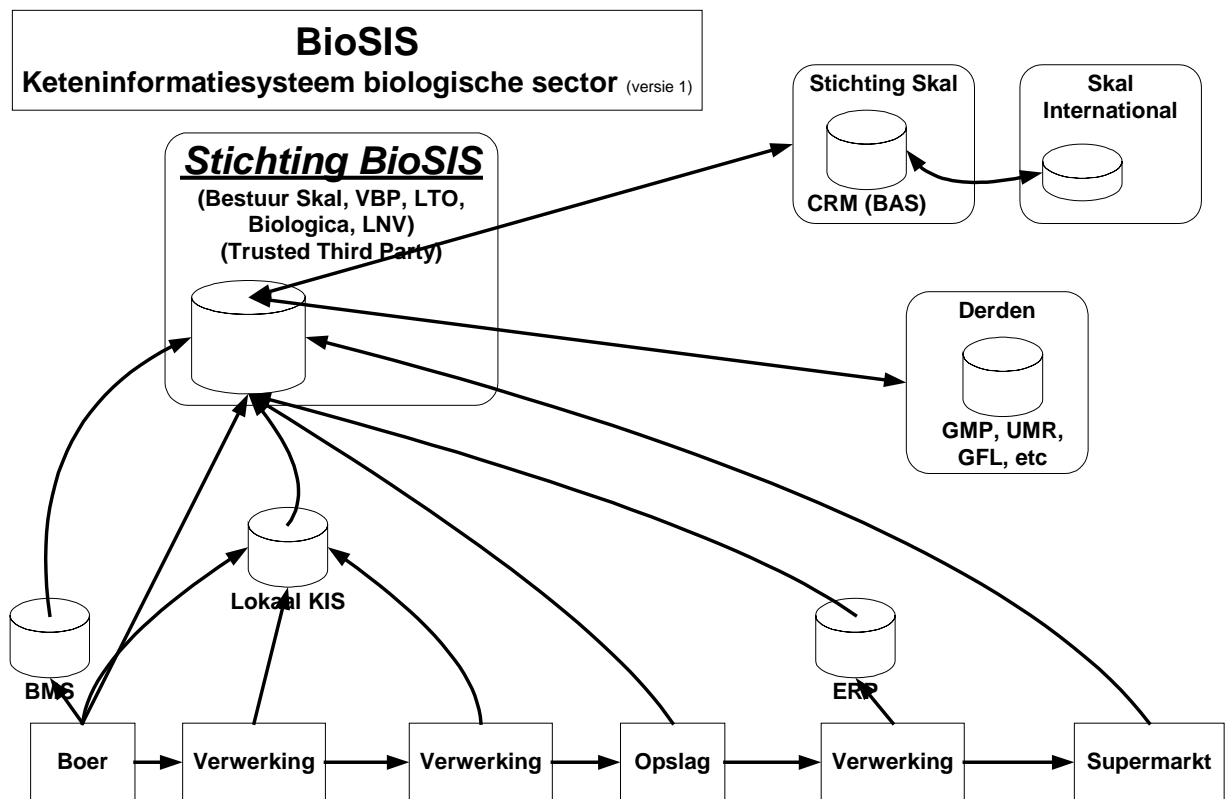 BioSIS
Keteninformatiesysteem biologische sector (versie 1)
Stichting BioSIS
(Bestuur Skal, VBP, LTO,
Biologica, LNV)
(Trusted Third Party)
Stichting Skal
CRM (BAS)
Skal
International
Derden
GMP, UMR,
GFL, etc
Lokaal KIS
BMS
ERP
Boer
Verwerking
Verwerking
Opslag
Verwerking
Supermarkt